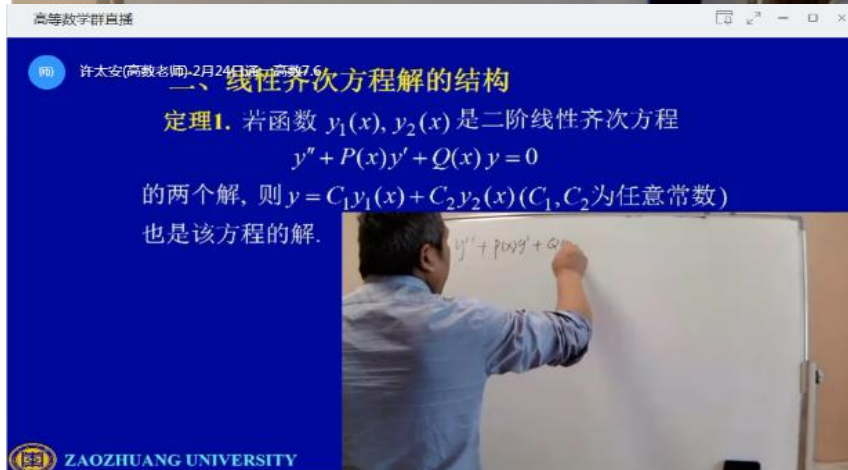 高等数学群直播
师
许太安(高数老师)-2月24日 高数7.6
二、线性齐次方程解的结构
定理1. 若函数 y₁(x), y₂(x) 是二阶线性齐次方程
y″ + P(x)y′ + Q(x)y = 0
的两个解, 则 y = C₁y₁(x) + C₂y₂(x) (C₁, C₂为任意常数)
也是该方程的解.
y″ + p(x)y′ + Q
ZAOZHUANG UNIVERSITY